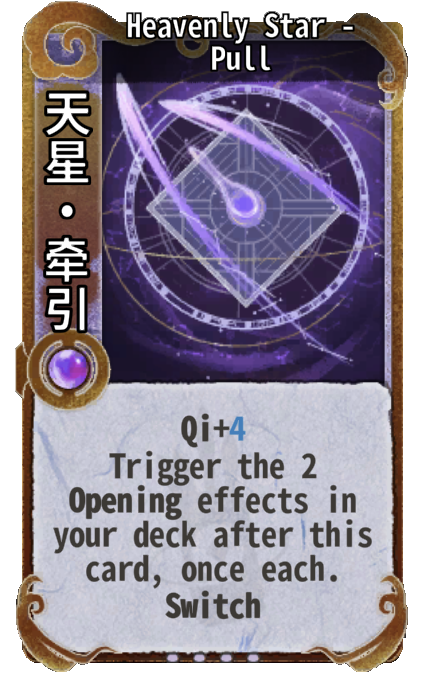 Heavenly Star -
Pull
天星・牽引
Qi+4
Trigger the 2
Opening effects in
your deck after this
card, once each.
Switch